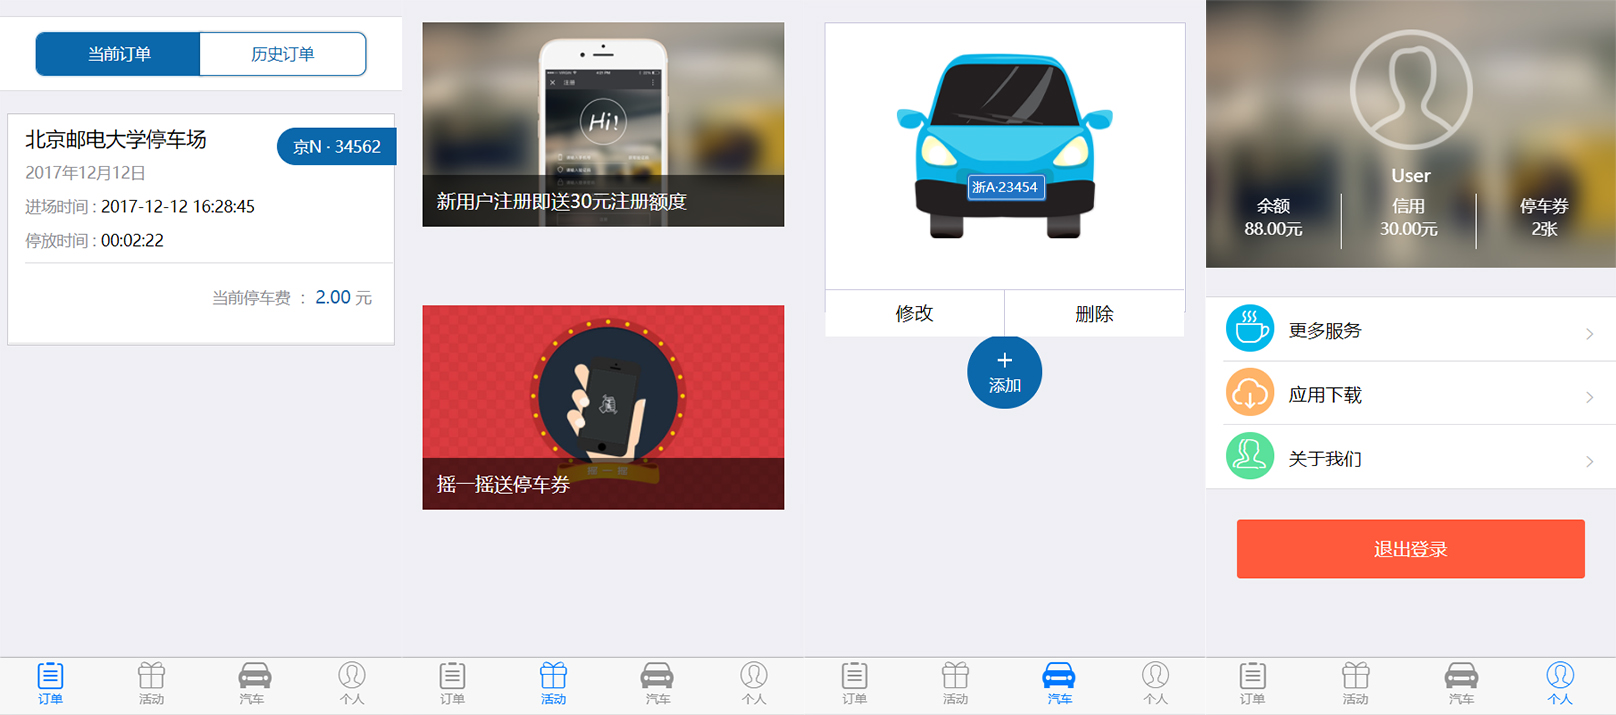 当前订单
历史订单
北京邮电大学停车场
京N · 34562
2017年12月12日
进场时间 : 2017-12-12 16:28:45
停放时间 : 00:02:22
当前停车费 ： 2.00 元
订单
活动
汽车
个人
注册
Hi!
新用户注册即送30元注册额度
摇一摇
摇一摇送停车券
订单
活动
汽车
个人
浙A·23454
修改
删除
添加
订单
活动
汽车
个人
User
余额
88.00元
信用
30.00元
停车券
2张
更多服务
应用下载
关于我们
退出登录
订单
活动
汽车
个人